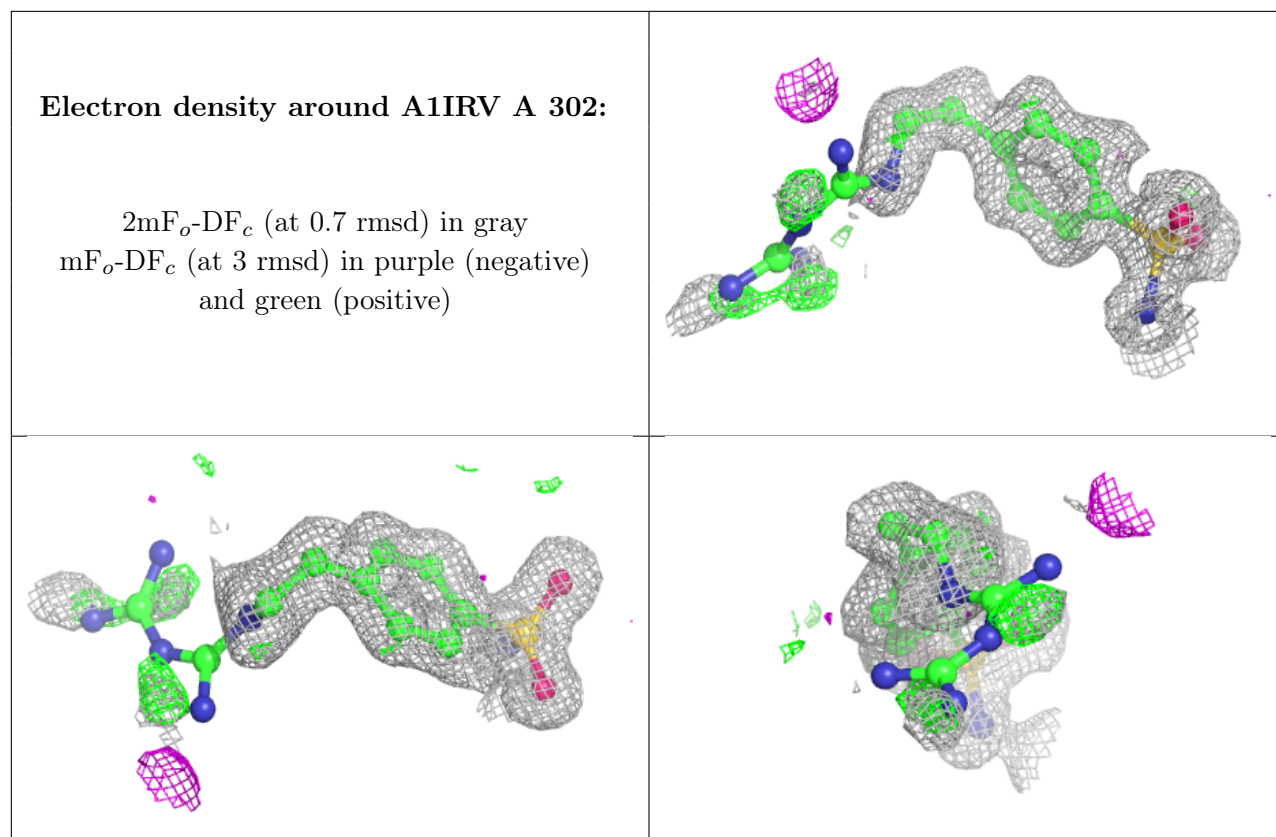 Electron density around A1IRV A 302:
2mFₒ-DF𝒸 (at 0.7 rmsd) in gray
mFₒ-DF𝒸 (at 3 rmsd) in purple (negative)
and green (positive)